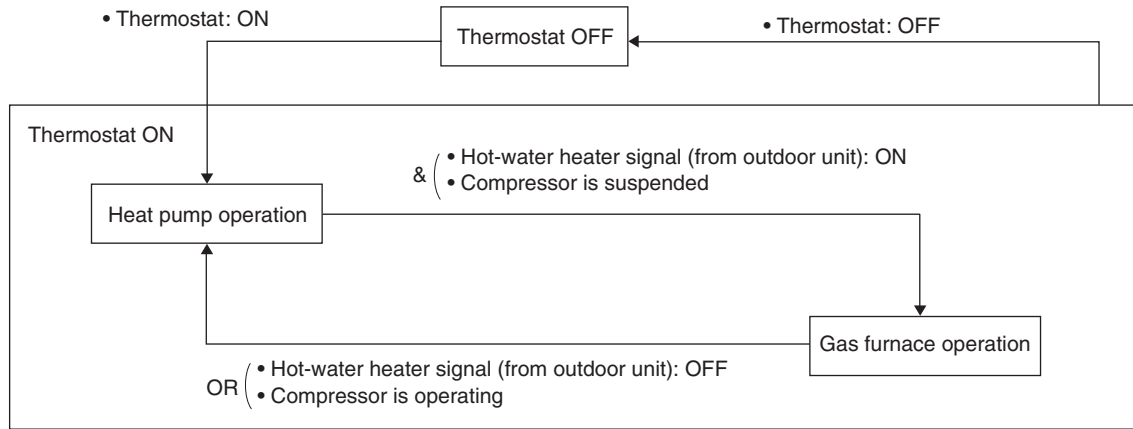 • Thermostat: ON
Thermostat OFF
• Thermostat: OFF
Thermostat ON
& • Hot-water heater signal (from outdoor unit): ON
• Compressor is suspended
Heat pump operation
Gas furnace operation
• Hot-water heater signal (from outdoor unit): OFF
OR • Compressor is operating